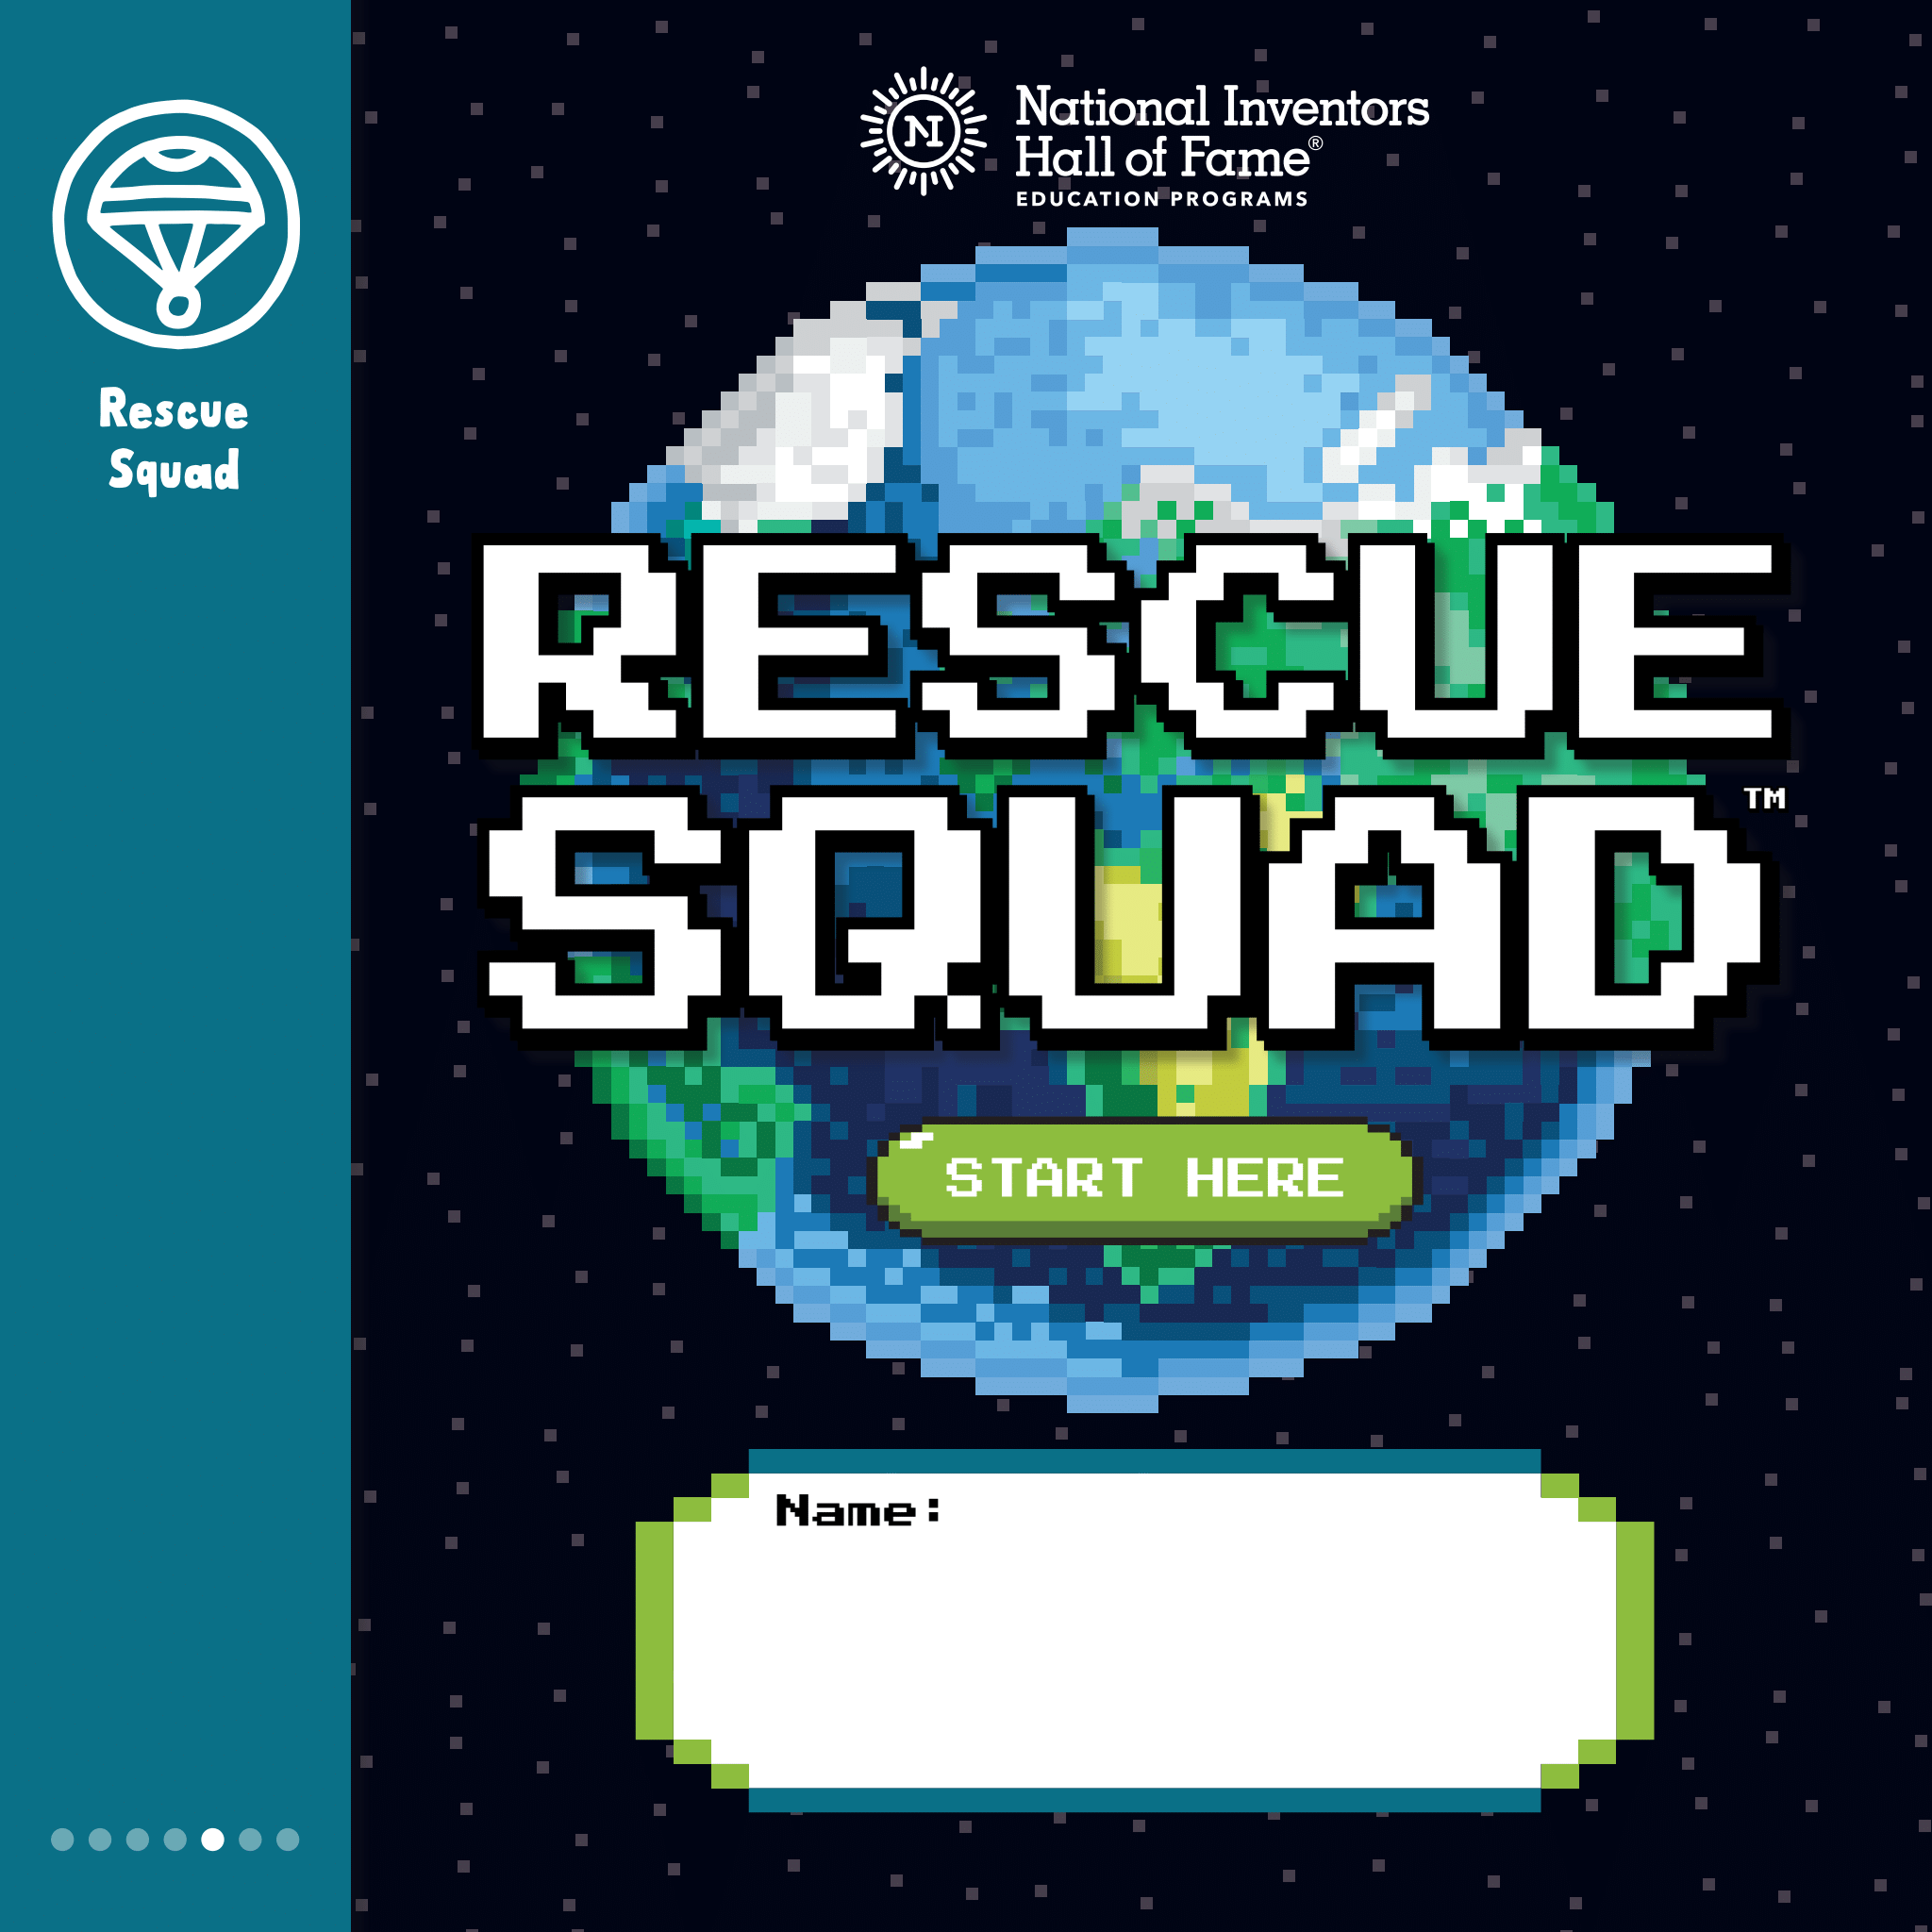 Rescue
Squad
N
National Inventors
Hall of Fame®
EDUCATION PROGRAMS
RESCUE
SQUAD™
START HERE
Name: